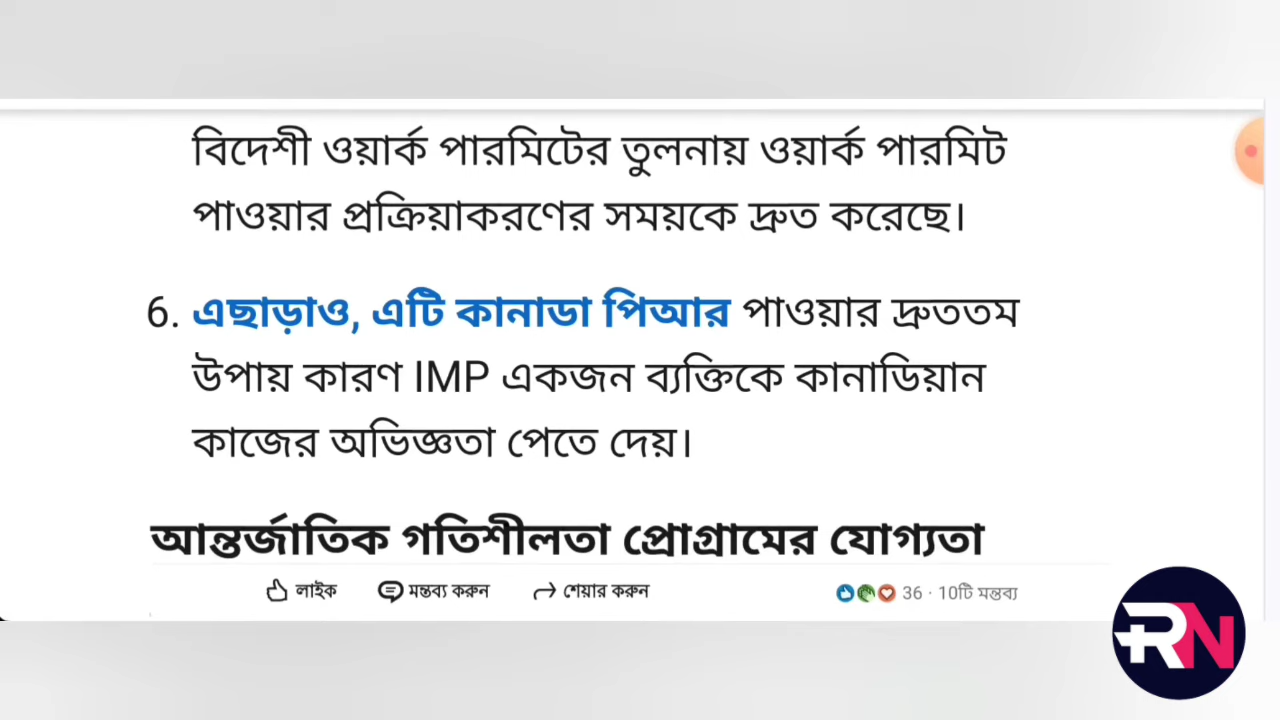 বিদেশী ওয়ার্ক পারমিটের তুলনায় ওয়ার্ক পারমিট
পাওয়ার প্রক্রিয়াকরণের সময়কে দ্রুত করেছে।
6. এছাড়াও, এটি কানাডা পিআর পাওয়ার দ্রুততম
উপায় কারণ IMP একজন ব্যক্তিকে কানাডিয়ান
কাজের অভিজ্ঞতা পেতে দেয়।
আন্তর্জাতিক গতিশীলতা প্রোগ্রামের যোগ্যতা
লাইক মন্তব্য করুন শেয়ার করুন 36 · 10টি মন্তব্য
RN